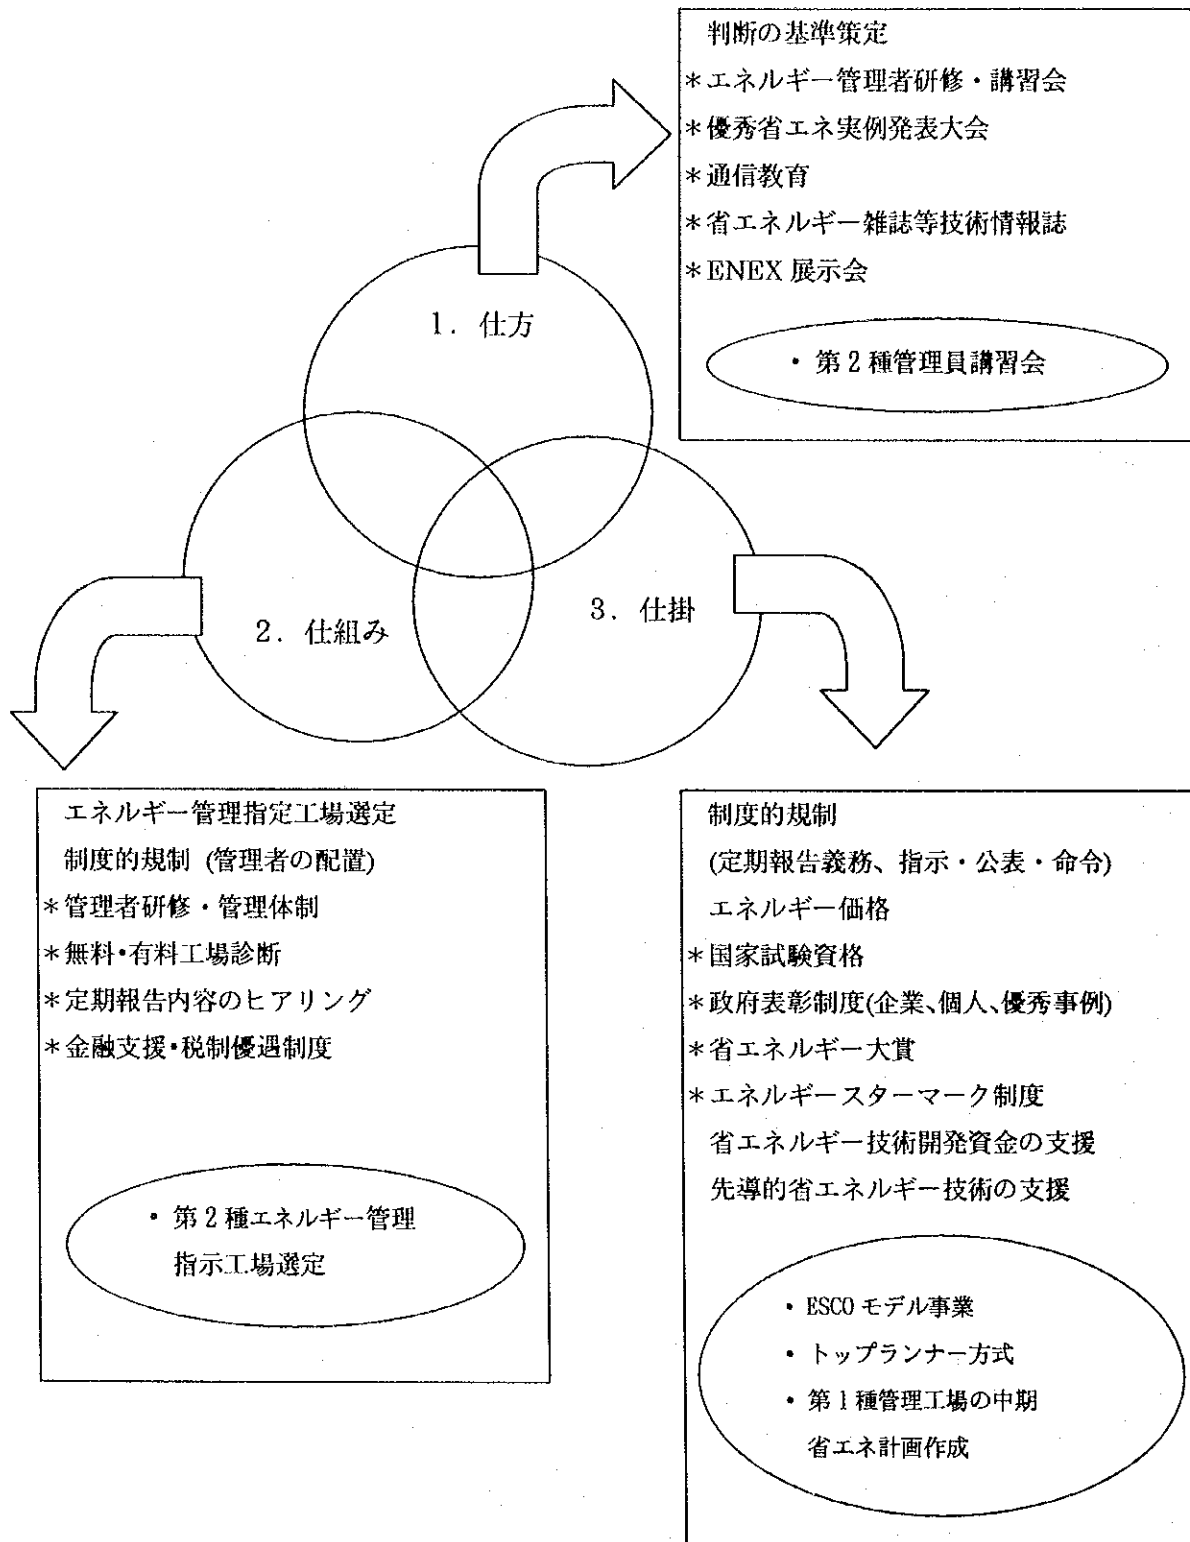 判断の基準策定
＊エネルギー管理者研修・講習会
＊優秀省エネ実例発表大会
＊通信教育
＊省エネルギー雑誌等技術情報誌
＊ENEX 展示会
・第2種管理員講習会
1．仕方
2．仕組み
3．仕掛
エネルギー管理指定工場選定
制度的規制 (管理者の配置)
＊管理者研修・管理体制
＊無料・有料工場診断
＊定期報告内容のヒアリング
＊金融支援・税制優遇制度
・第2種エネルギー管理
指示工場選定
制度的規制
(定期報告義務、指示・公表・命令)
エネルギー価格
＊国家試験資格
＊政府表彰制度(企業、個人、優秀事例)
＊省エネルギー大賞
＊エネルギースターマーク制度
省エネルギー技術開発資金の支援
先導的省エネルギー技術の支援
・ESCO モデル事業
・トップランナー方式
・第1種管理工場の中期
省エネ計画作成